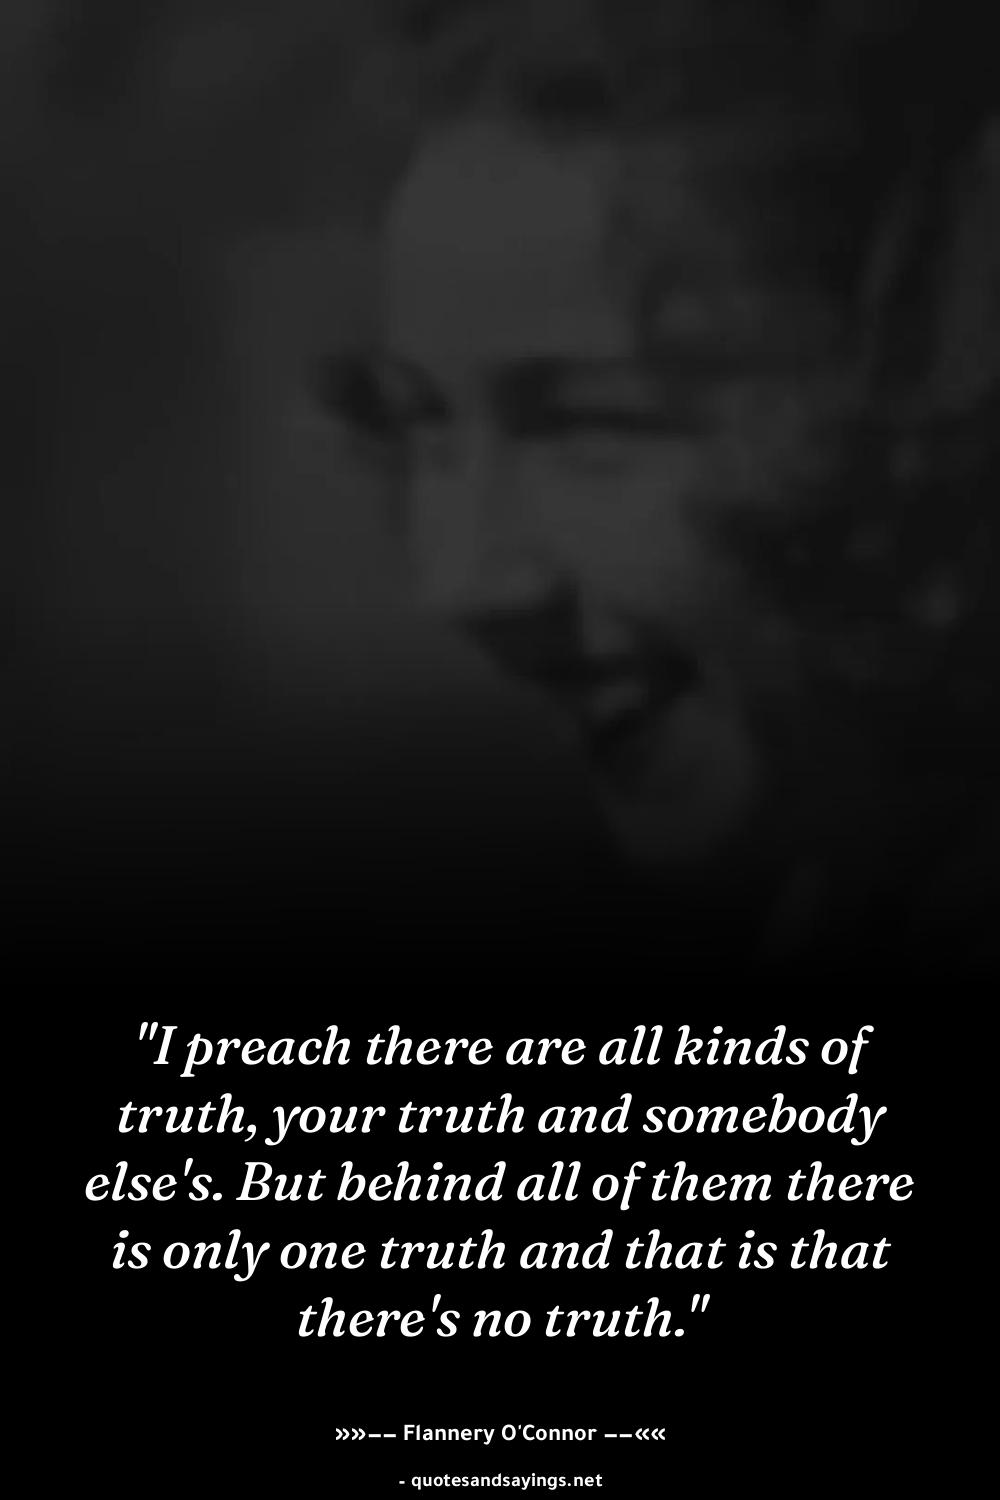 "I preach there are all kinds of
truth, your truth and somebody
else's. But behind all of them there
is only one truth and that is that
there's no truth."
»»−− Flannery O'Connor −−««
- quotesandsayings.net